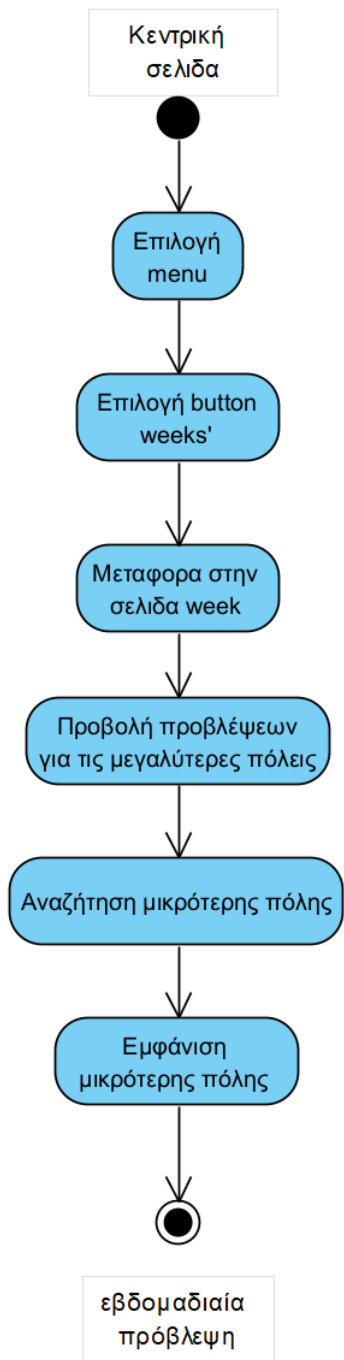 Κεντρική
σελιδα
Επιλογή
menu
Επιλογή button
weeks'
Μεταφορα στην
σελιδα week
Προβολή προβλέψεων
για τις μεγαλύτερες πόλεις
Αναζήτηση μικρότερης πόλης
Εμφάνιση
μικρότερης πόλης
εβδομαδιαία
πρόβλεψη